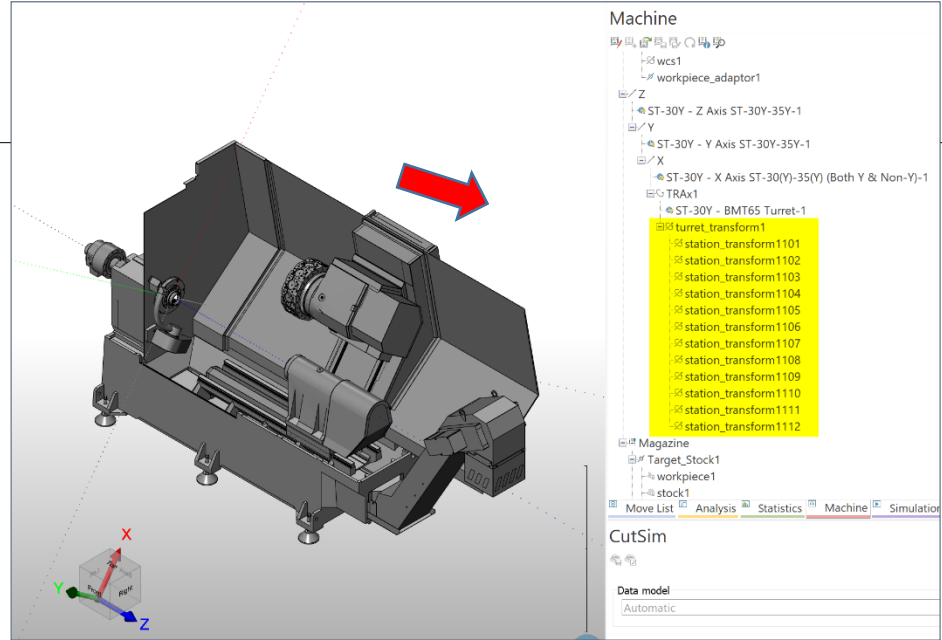 Machine
wcs1
workpiece_adaptor1
Z
ST-30Y - Z Axis ST-30Y-35Y-1
Y
ST-30Y - Y Axis ST-30Y-35Y-1
X
ST-30Y - X Axis ST-30(Y)-35(Y) (Both Y & Non-Y)-1
TRAx1
ST-30Y - BMT65 Turret-1
turret_transform1
station_transform1101
station_transform1102
station_transform1103
station_transform1104
station_transform1105
station_transform1106
station_transform1107
station_transform1108
station_transform1109
station_transform1110
station_transform1111
station_transform1112
Magazine
Target_Stock1
workpiece1
stock1
Move List Analysis Statistics Machine Simulation
CutSim
Data model
Automatic
X
Y
Z
Top
Front
Right